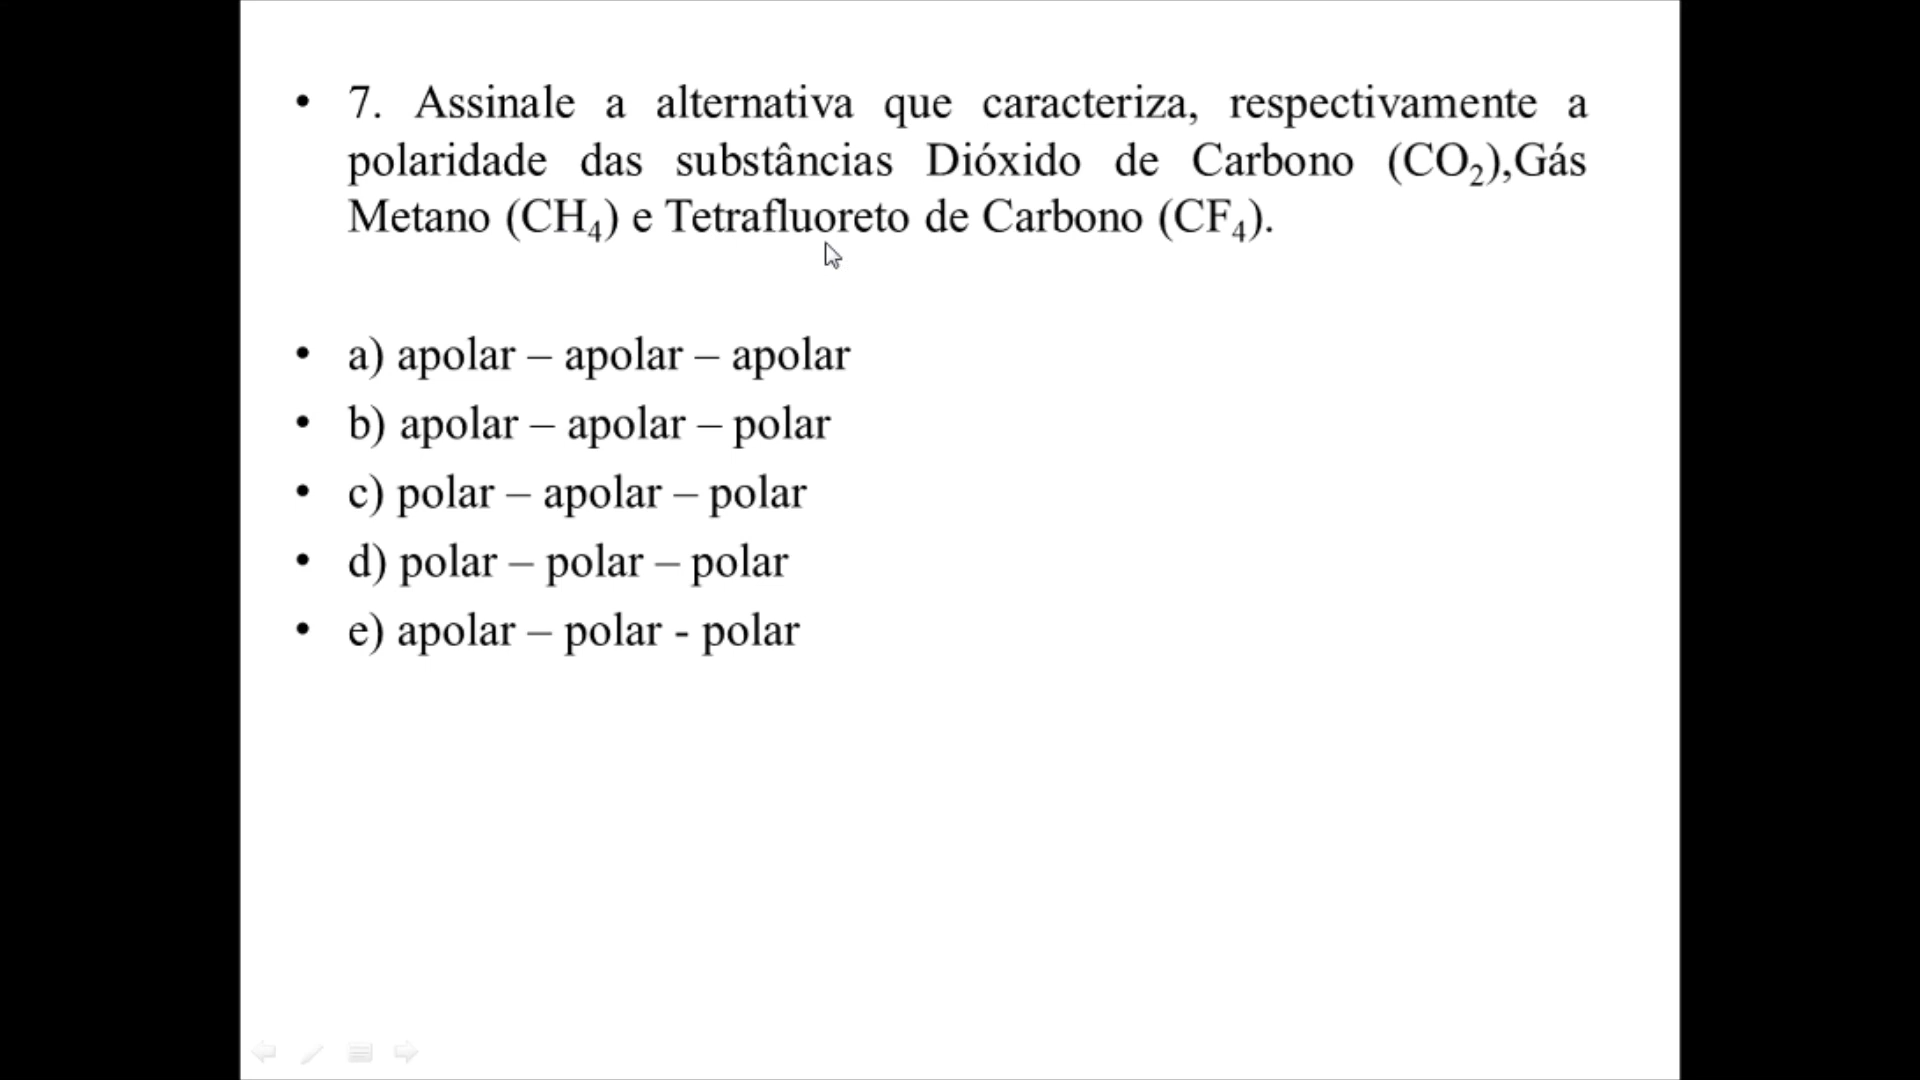 • 7. Assinale a alternativa que caracteriza, respectivamente a
polaridade das substâncias Dióxido de Carbono (CO₂),Gás
Metano (CH₄) e Tetrafluoreto de Carbono (CF₄).
• a) apolar – apolar – apolar
• b) apolar – apolar – polar
• c) polar – apolar – polar
• d) polar – polar – polar
• e) apolar – polar - polar